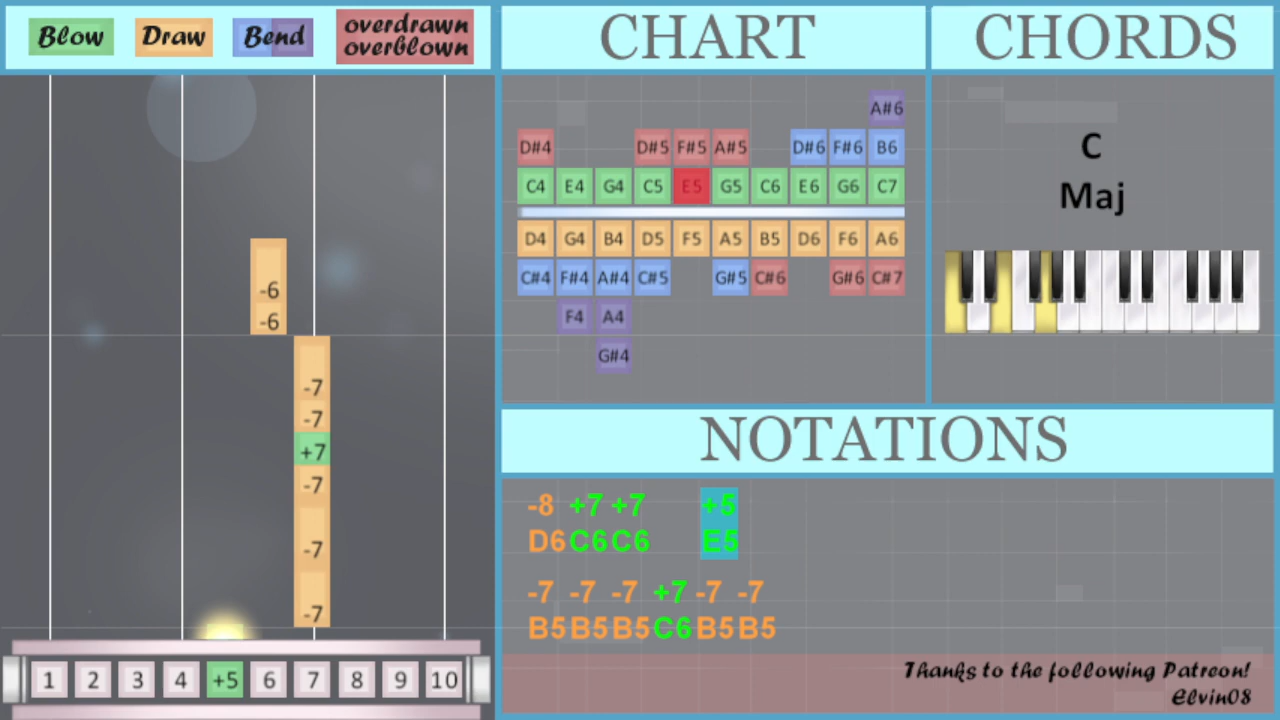 Blow Draw Bend overdrawn
overblown
CHART
CHORDS
A#6
D#4 D#5 F#5 A#5 D#6 F#6 B6
C4 E4 G4 C5 E5 G5 C6 E6 G6 C7
D4 G4 B4 D5 F5 A5 B5 D6 F6 A6
C#4 F#4 A#4 C#5 G#5 C#6 G#6 C#7
F4 A4
G#4
C
Maj
-6
-6
-7
-7
+7
-7
-7
-7
1 2 3 4 +5 6 7 8 9 10
NOTATIONS
-8 +7 +7 +5
D6 C6 C6 E5
-7 -7 -7 +7 -7 -7
B5 B5 B5 C6 B5 B5
Thanks to the following Patreon!
Elvin08